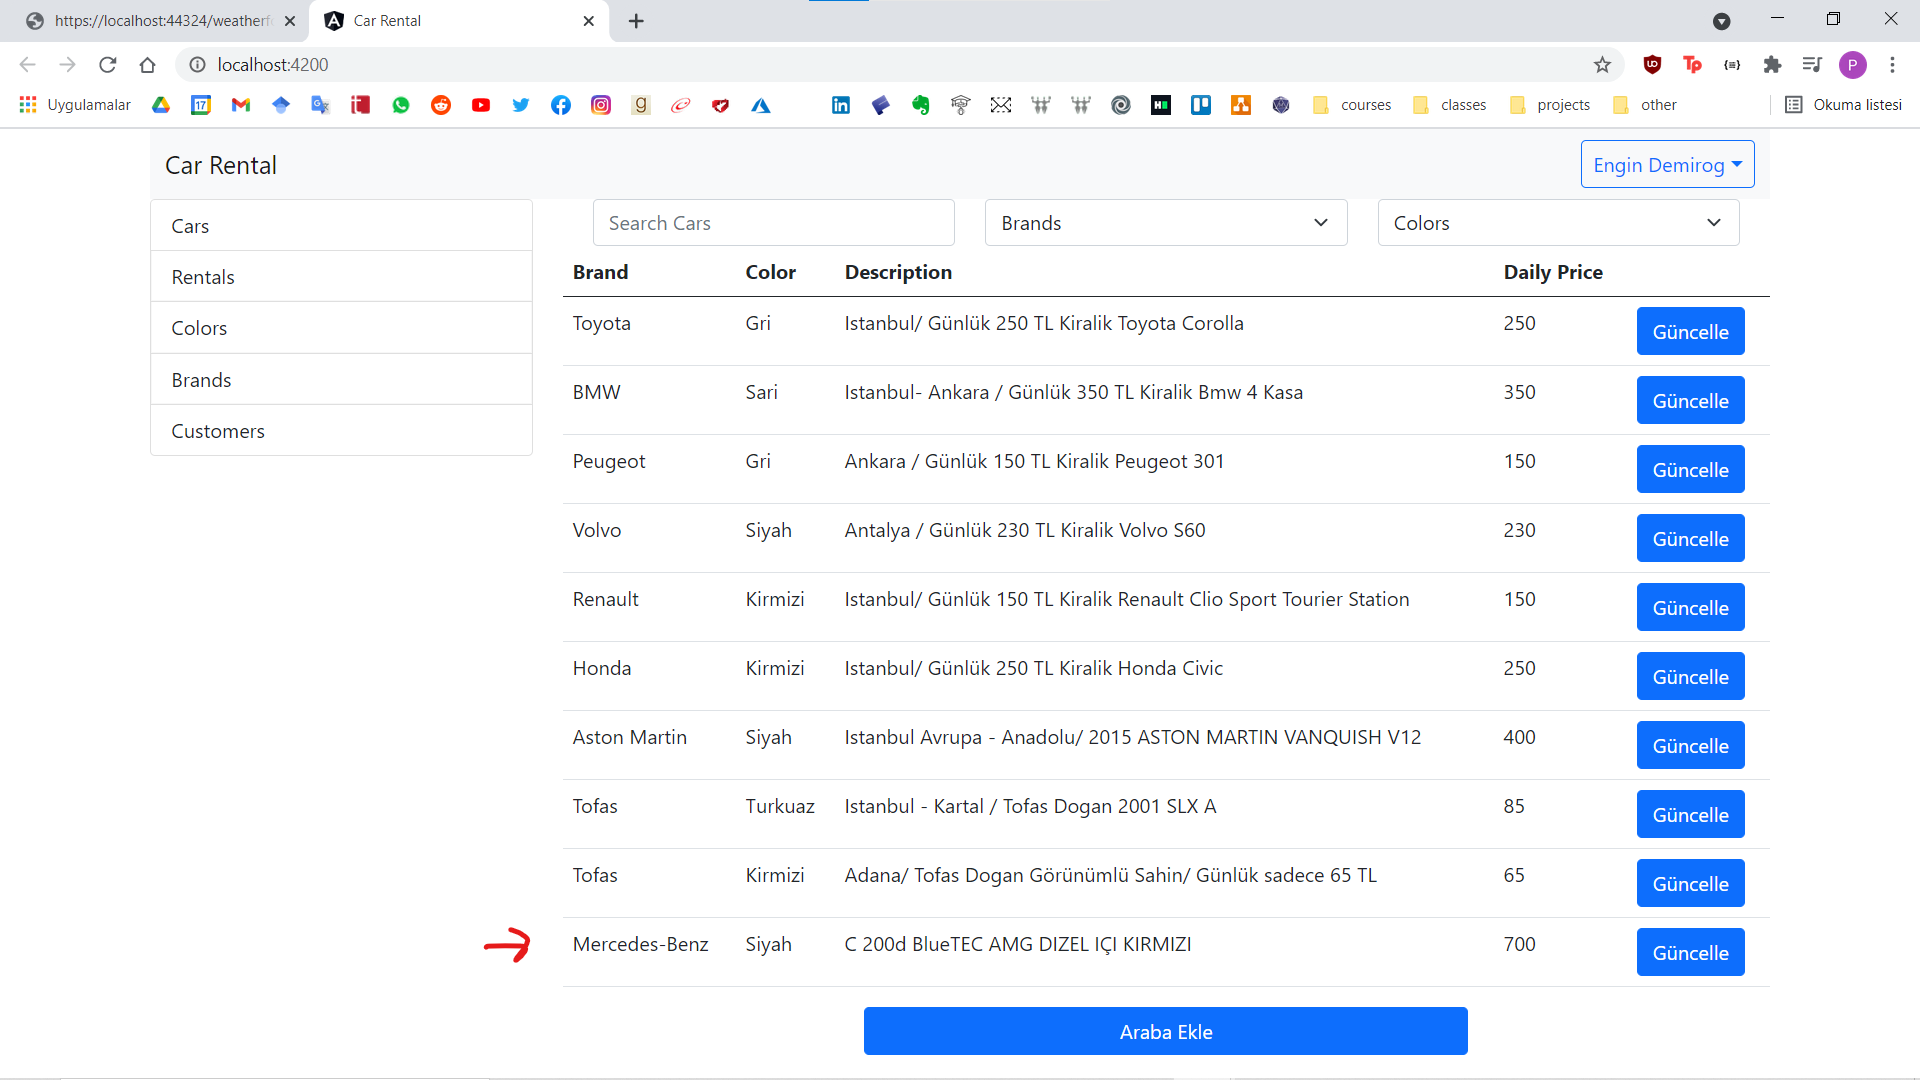 https://localhost:44324/weatherf
Car Rental
localhost:4200
P
Uygulamalar
courses
classes
projects
other
Okuma listesi
Car Rental
Engin Demirog
Cars
Rentals
Colors
Brands
Customers
Search Cars
Brands
Colors
Brand Color Description Daily Price
Toyota Gri Istanbul/ Günlük 250 TL Kiralik Toyota Corolla 250 Güncelle
BMW Sari Istanbul- Ankara / Günlük 350 TL Kiralik Bmw 4 Kasa 350 Güncelle
Peugeot Gri Ankara / Günlük 150 TL Kiralik Peugeot 301 150 Güncelle
Volvo Siyah Antalya / Günlük 230 TL Kiralik Volvo S60 230 Güncelle
Renault Kirmizi Istanbul/ Günlük 150 TL Kiralik Renault Clio Sport Tourier Station 150 Güncelle
Honda Kirmizi Istanbul/ Günlük 250 TL Kiralik Honda Civic 250 Güncelle
Aston Martin Siyah Istanbul Avrupa - Anadolu/ 2015 ASTON MARTIN VANQUISH V12 400 Güncelle
Tofas Turkuaz Istanbul - Kartal / Tofas Dogan 2001 SLX A 85 Güncelle
Tofas Kirmizi Adana/ Tofas Dogan Görünümlü Sahin/ Günlük sadece 65 TL 65 Güncelle
Mercedes-Benz Siyah C 200d BlueTEC AMG DIZEL IÇI KIRMIZI 700 Güncelle
Araba Ekle